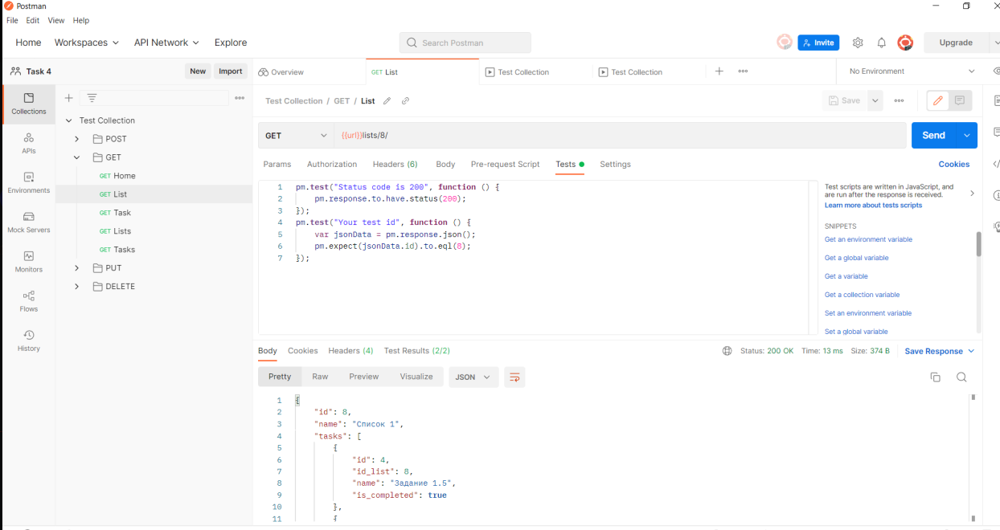 Postman
File Edit View Help
Home Workspaces API Network Explore
Search Postman
Invite
Upgrade
Task 4
New Import
Overview
GET List
Test Collection
Test Collection
No Environment
Collections
APIs
Environments
Mock Servers
Monitors
Flows
History
Test Collection
POST
GET
GET Home
GET List
GET Task
GET Lists
GET Tasks
PUT
DELETE
Test Collection / GET / List
Save
GET {{url}}lists/8/
Send
Params Authorization Headers (6) Body Pre-request Script Tests Settings
Cookies
1 pm.test("Status code is 200", function () {
2 pm.response.to.have.status(200);
3 });
4 pm.test("Your test id", function () {
5 var jsonData = pm.response.json();
6 pm.expect(jsonData.id).to.eql(8);
7 });
Test scripts are written in JavaScript, and
are run after the response is received.
Learn more about tests scripts
SNIPPETS
Get an environment variable
Get a global variable
Get a variable
Get a collection variable
Set an environment variable
Set a global variable
Body Cookies Headers (4) Test Results (2/2)
Status: 200 OK Time: 13 ms Size: 374 B Save Response
Pretty Raw Preview Visualize JSON
1 {
2 "id": 8,
3 "name": "Список 1",
4 "tasks": [
5 {
6 "id": 4,
7 "id_list": 8,
8 "name": "Задание 1.5",
9 "is_completed": true
10 },
11 {